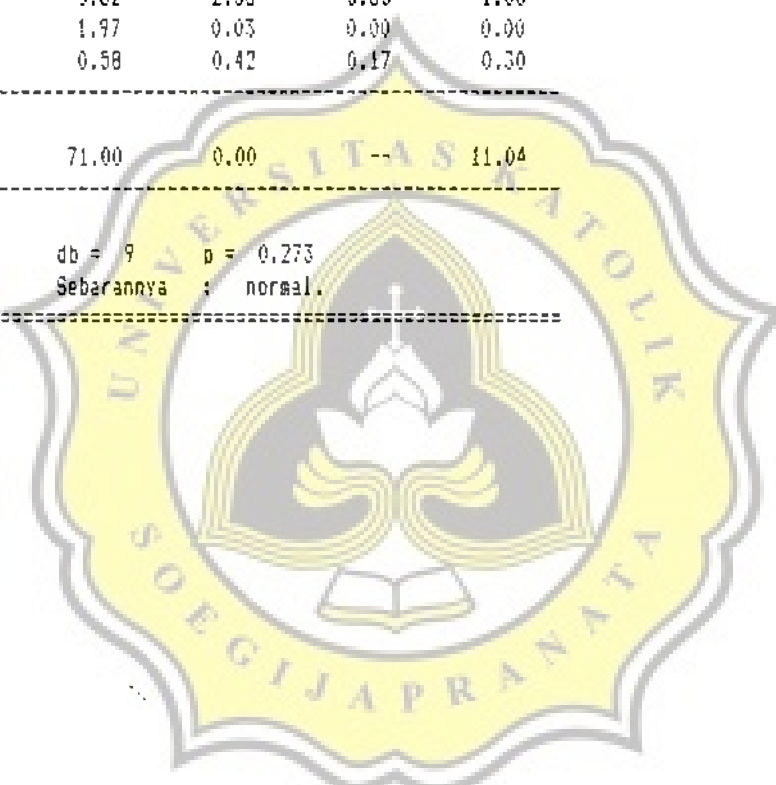 1.97 0.03 0.00 0.00
0.58 0.42 0.17 0.30
71.00 0.00 -- 11.04
db = 9 p = 0.273
Sebarannya : normal.
UNIVERSITAS KATOLIK
SOEGIJAPRANATA